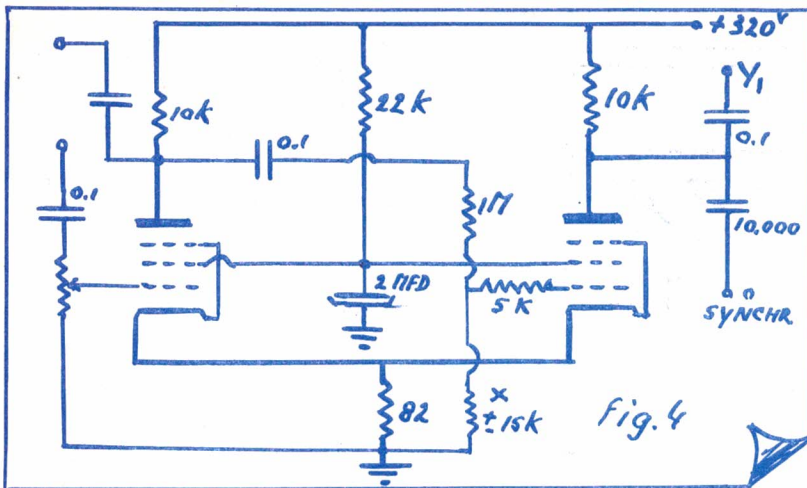 +320V
10K
22K
10K
Y1
0.1
0.1
0.1
1M
10.000
2 MFD
5K
SYNCHR.
x
82
±15K
Fig. 4